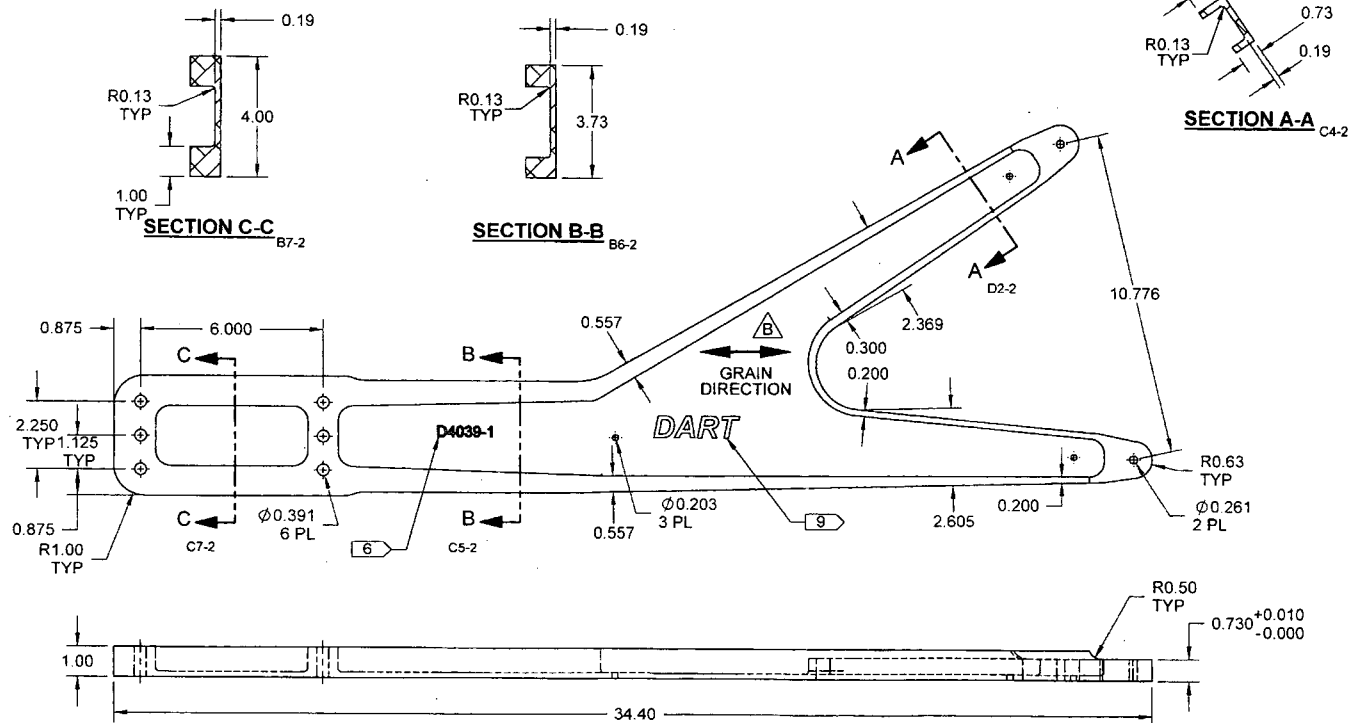 0.19
R0.13
TYP
4.00
1.00
TYP
SECTION C-C B7-2
0.19
R0.13
TYP
3.73
SECTION B-B B6-2
0.73
R0.13
TYP
0.19
SECTION A-A C4-2
A
A
D2-2
10.776
0.875
6.000
0.557
2.369
B
0.300
GRAIN
DIRECTION
0.200
C
B
2.250
TYP
1.125
TYP
D4039-1
DART
R0.63
TYP
0.875
C
Ø0.391
6 PL
B
Ø0.203
3 PL
0.200
Ø0.261
2 PL
R1.00
TYP
C7-2
6
C5-2
0.557
9
2.605
R0.50
TYP
1.00
0.730 +0.010
-0.000
34.40